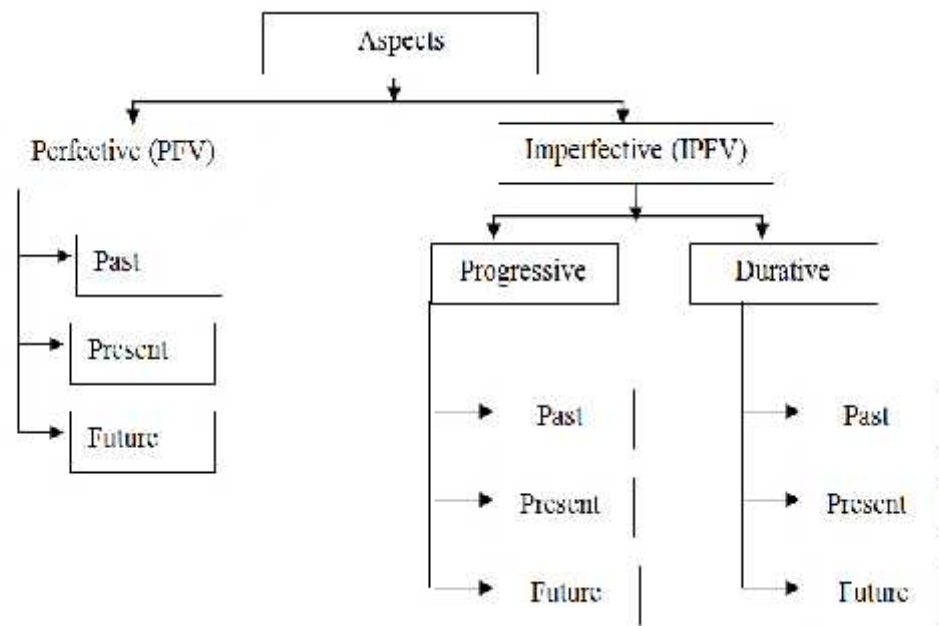 Aspects
Perfective (PFV)
Imperfective (IPFV)
Past
Present
Future
Progressive
Durative
Past
Present
Future
Past
Present
Future